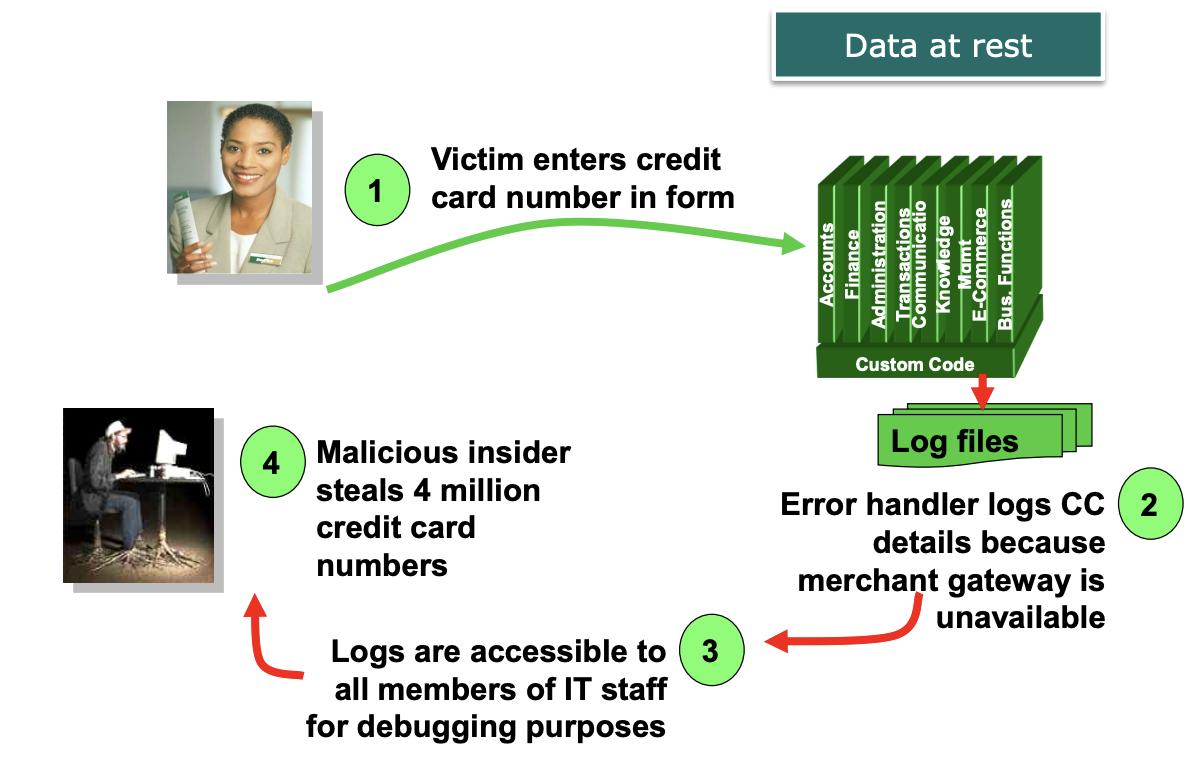 Data at rest
1
Victim enters credit
card number in form
Accounts
Finance
Administration
Transactions
Communicatio
Knowledge
Mgmt
E-Commerce
Bus. Functions
Custom Code
Log files
2
Error handler logs CC
details because
merchant gateway is
unavailable
3
Logs are accessible to
all members of IT staff
for debugging purposes
4
Malicious insider
steals 4 million
credit card
numbers